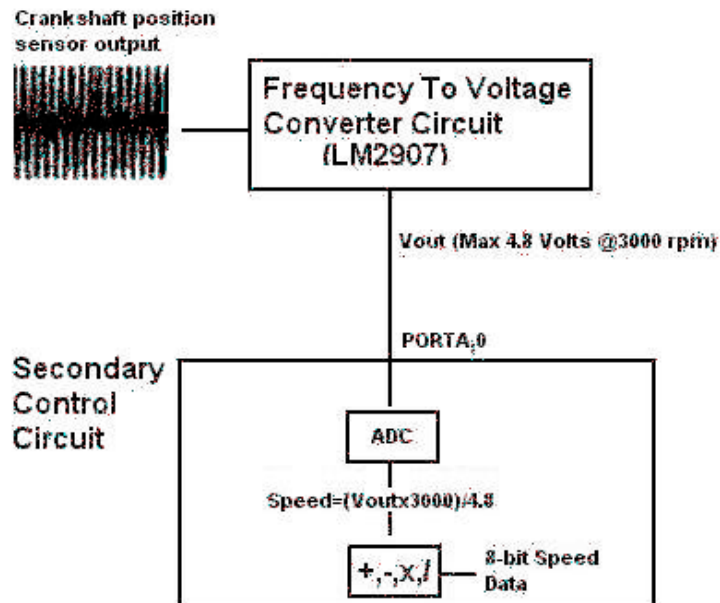 Crankshaft position
sensor output
Frequency To Voltage
Converter Circuit
(LM2907)
Vout (Max 4.8 Volts @3000 rpm)
PORTA,0
Secondary
Control
Circuit
ADC
Speed=(Voutx3000)/4.8
+,-,x,/
8-bit Speed
Data